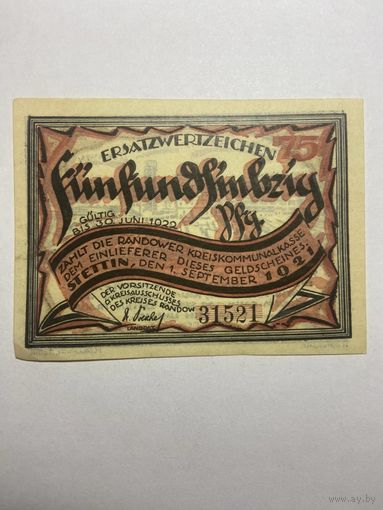 ERSATZWERTZEICHEN
75
Fünfundsiebzig
Pfg.
GÜLTIG
BIS 30. JUNI 1922
ZAHLT DIE RANDOWER KREISKOMMUNALKASSE
DEM EINLIEFERER DIESES GELDSCHEINES
STETTIN, DEN 1. SEPTEMBER 1921
DER VORSITZENDE
D. KREISAUSSCHUSSES
DES KREISES RANDOW
LANDRAT
31521
www.ay.by